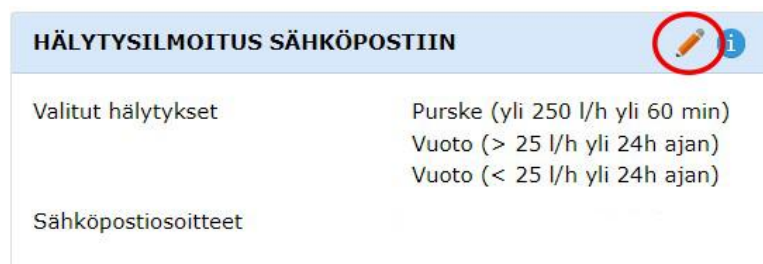 HÄLYTYSILMOITUS SÄHKÖPOSTIIN i
Valitut hälytykset Purske (yli 250 l/h yli 60 min)
Vuoto (> 25 l/h yli 24h ajan)
Vuoto (< 25 l/h yli 24h ajan)
Sähköpostiosoitteet